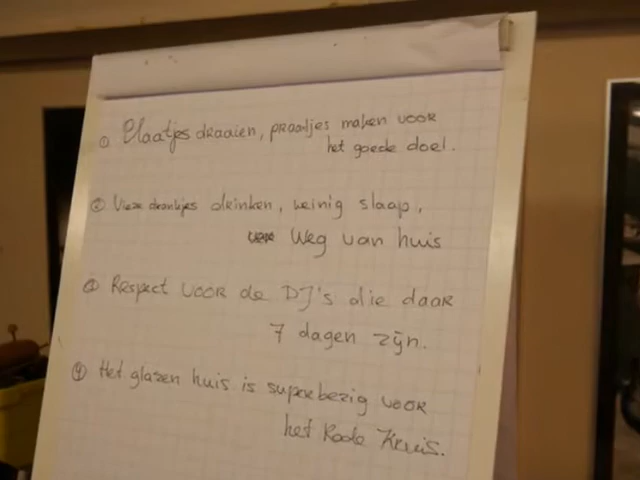 ① Plaatjes draaien, praatjes maken voor
het goede doel.
② Vieze drankjes drinken, weinig slaap,
Weg van huis
③ Respect voor de DJ's die daar
7 dagen zijn.
④ Het glazen huis is superbezig voor
het Rode Kruis.